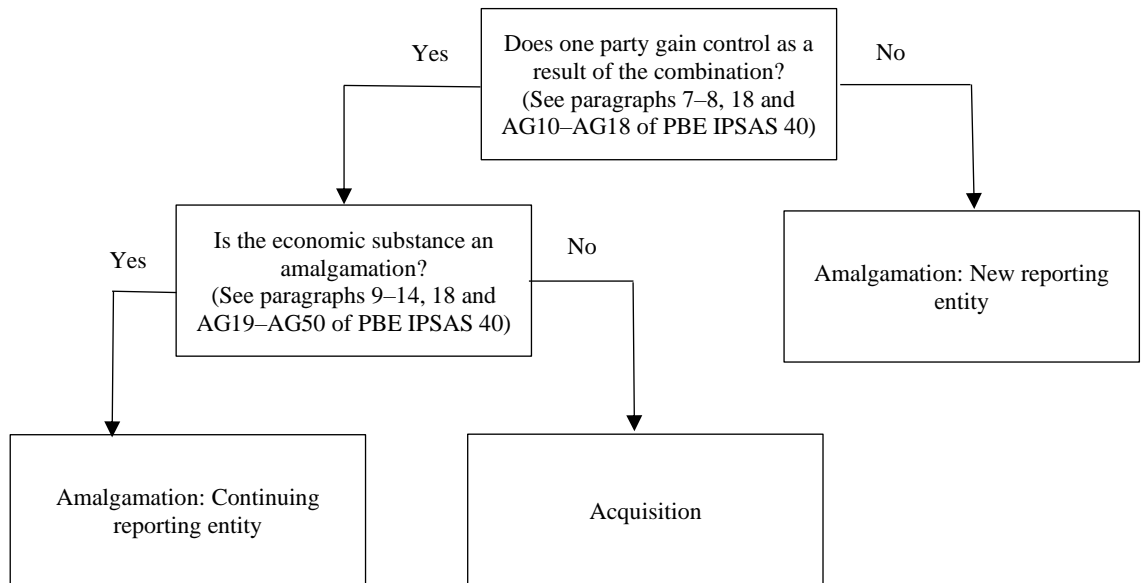 Yes
Does one party gain control as a
result of the combination?
(See paragraphs 7–8, 18 and
AG10–AG18 of PBE IPSAS 40)
No
Yes
Is the economic substance an
amalgamation?
(See paragraphs 9–14, 18 and
AG19–AG50 of PBE IPSAS 40)
No
Amalgamation: New reporting
entity
Amalgamation: Continuing
reporting entity
Acquisition